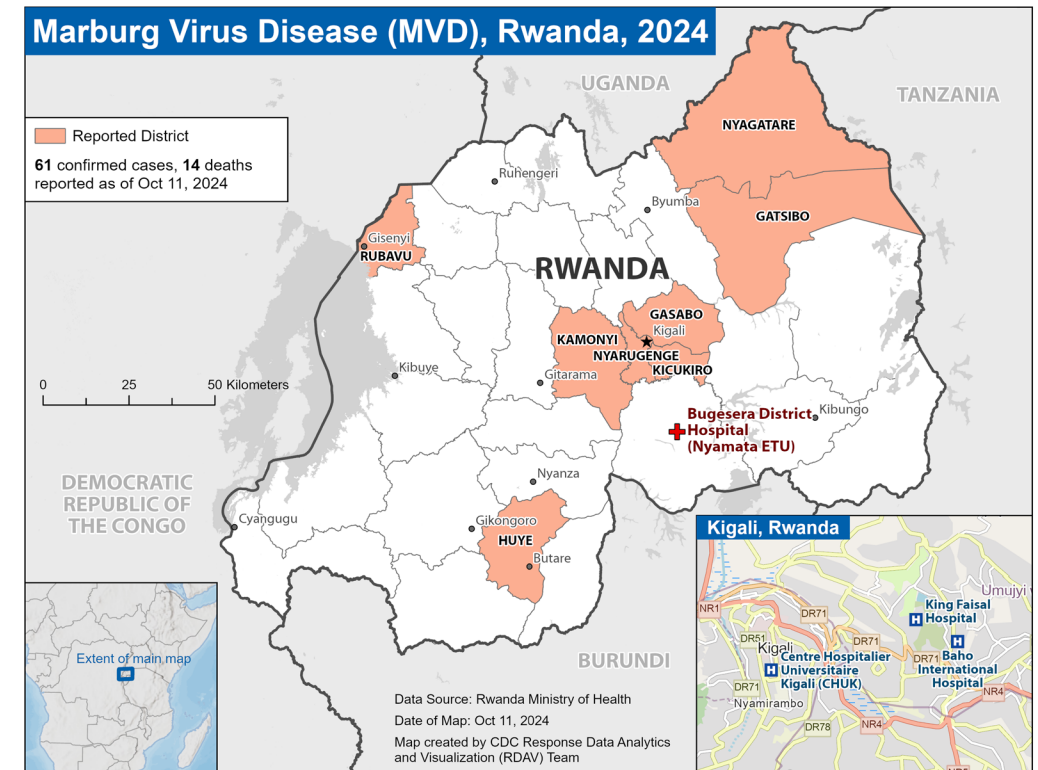 Marburg Virus Disease (MVD), Rwanda, 2024
UGANDA
TANZANIA
Reported District
61 confirmed cases, 14 deaths
reported as of Oct 11, 2024
NYAGATARE
Ruhengeri
Byumba
GATSIBO
Gisenyi
RUBAVU
RWANDA
GASABO
Kigali
KAMONYI
NYARUGENGE
KICUKIRO
Kibuye
Gitarama
0 25 50 Kilometers
Bugesera District
Hospital
(Nyamata ETU)
Kibungo
DEMOCRATIC
REPUBLIC OF
THE CONGO
Nyanza
Cyangugu
Gikongoro
HUYE
Butare
BURUNDI
Extent of main map
Data Source: Rwanda Ministry of Health
Date of Map: Oct 11, 2024
Map created by CDC Response Data Analytics
and Visualization (RDAV) Team
Kigali, Rwanda
Umujyi
NR1
DR71
King Faisal
Hospital
DR51
DR71
Kigali
Centre Hospitalier
Universitaire
Kigali (CHUK)
DR71
Baho
International
Hospital
DR71
Nyamirambo
NR4
DR78
NR4